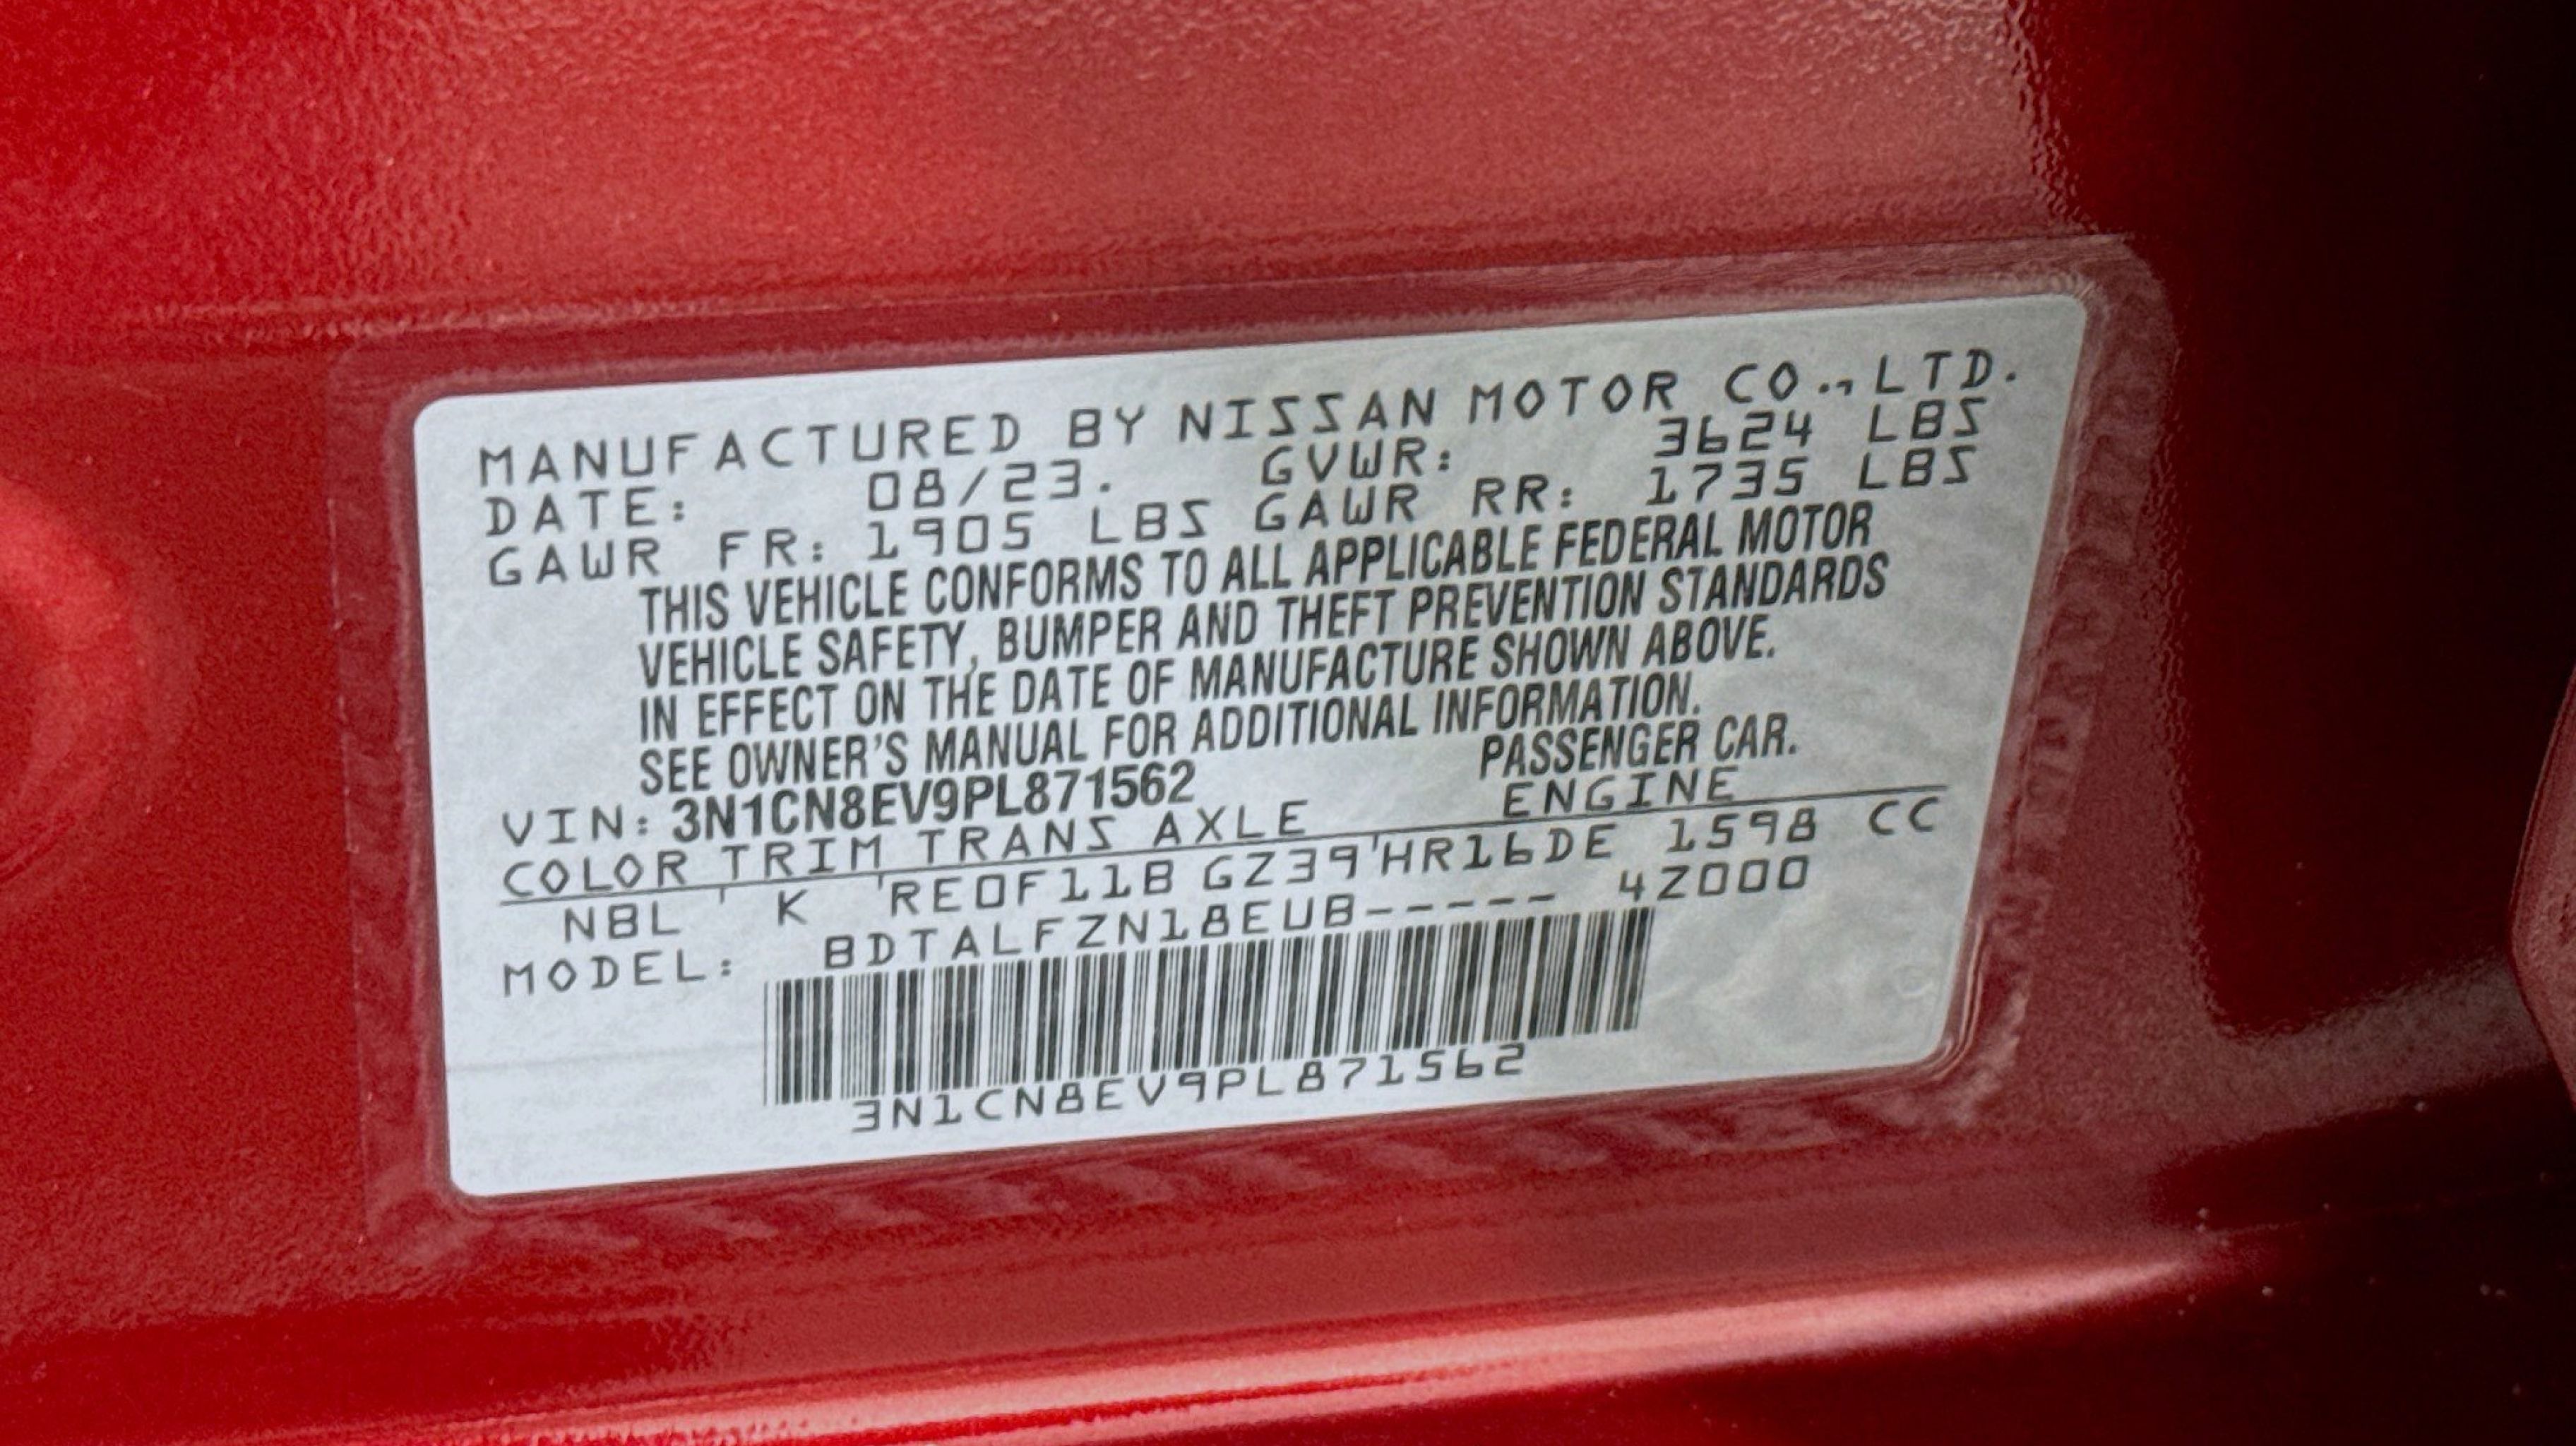 MANUFACTURED BY NISSAN MOTOR CO.,LTD.
DATE: 08/23. GVWR: 3624 LBS
GAWR FR: 1905 LBS GAWR RR: 1735 LBS
THIS VEHICLE CONFORMS TO ALL APPLICABLE FEDERAL MOTOR
VEHICLE SAFETY, BUMPER AND THEFT PREVENTION STANDARDS
IN EFFECT ON THE DATE OF MANUFACTURE SHOWN ABOVE.
SEE OWNER'S MANUAL FOR ADDITIONAL INFORMATION.
VIN: 3N1CN8EV9PL871562 PASSENGER CAR.
COLOR TRIM TRANS AXLE ENGINE
NBL K RE0F11B GZ39 HR16DE 1598 CC
MODEL: BDTALFZN18EUB----- 4Z000
3N1CN8EV9PL871562